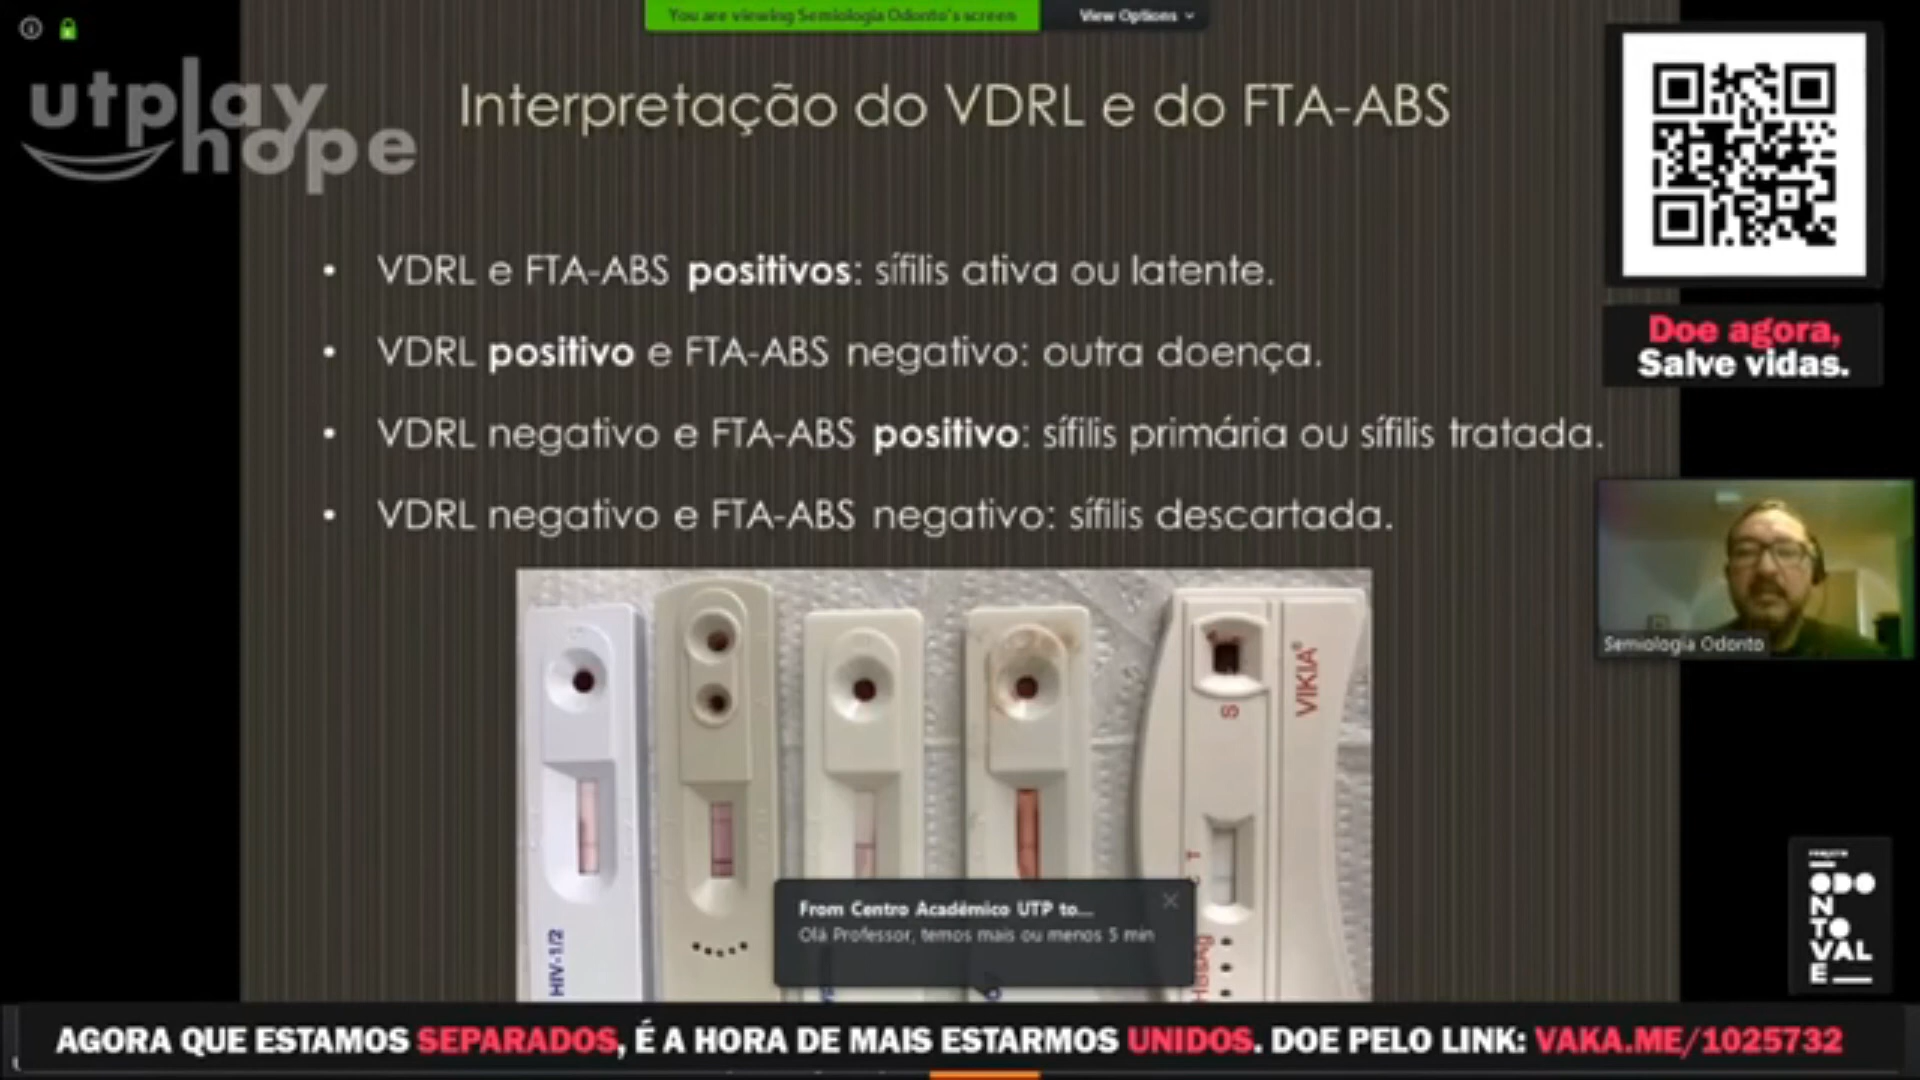 You are viewing Semiologia Odonto's screen
View Options
utplay
hope
Interpretação do VDRL e do FTA-ABS
• VDRL e FTA-ABS positivos: sífilis ativa ou latente.
• VDRL positivo e FTA-ABS negativo: outra doença.
• VDRL negativo e FTA-ABS positivo: sífilis primária ou sífilis tratada.
• VDRL negativo e FTA-ABS negativo: sífilis descartada.
Doe agora,
Salve vidas.
Semiologia Odonto
HIV-1/2
S
VIKIA®
T
C
HBsAg
From Centro Acadêmico UTP to...
Olá Professor, temos mais ou menos 5 min
ODO
N
TO
VAL
E
AGORA QUE ESTAMOS SEPARADOS, É A HORA DE MAIS ESTARMOS UNIDOS. DOE PELO LINK: VAKA.ME/1025732